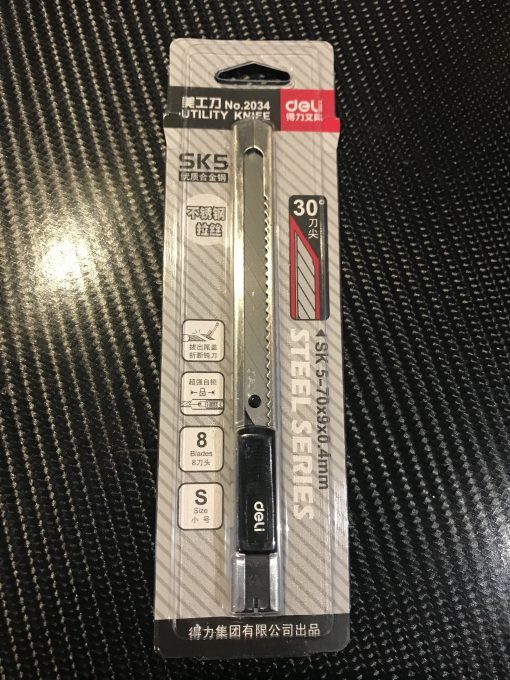 美工刀 No.2034
UTILITY KNIFE
deli
得力文具
SK5
优质合金钢
不锈钢
拉丝
30°
刀尖
◀SK 5-70x9x0.4mm
STEEL SERIES
拔出尾盖
折断钝刀
超强自锁
品
8
Blades
8刀头
S
Size
小 号
deli
得力集团有限公司出品